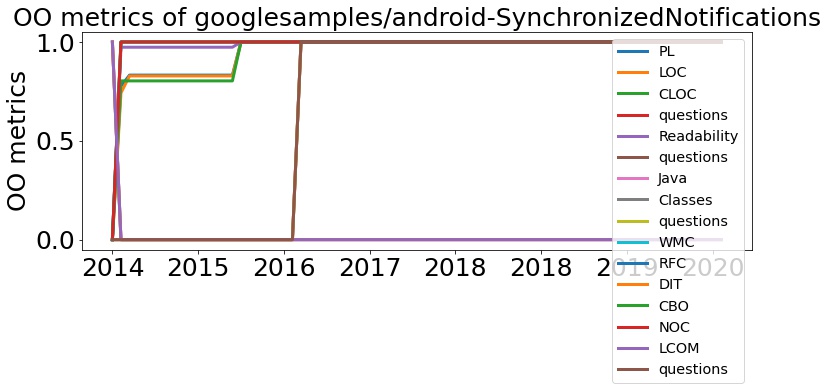 OO metrics of googlesamples/android-SynchronizedNotifications
OO metrics
1.0
0.5
0.0
2014 2015 2016 2017 2018 2018 2019 2020
PL
LOC
CLOC
questions
Readability
questions
Java
Classes
questions
WMC
RFC
DIT
CBO
NOC
LCOM
questions